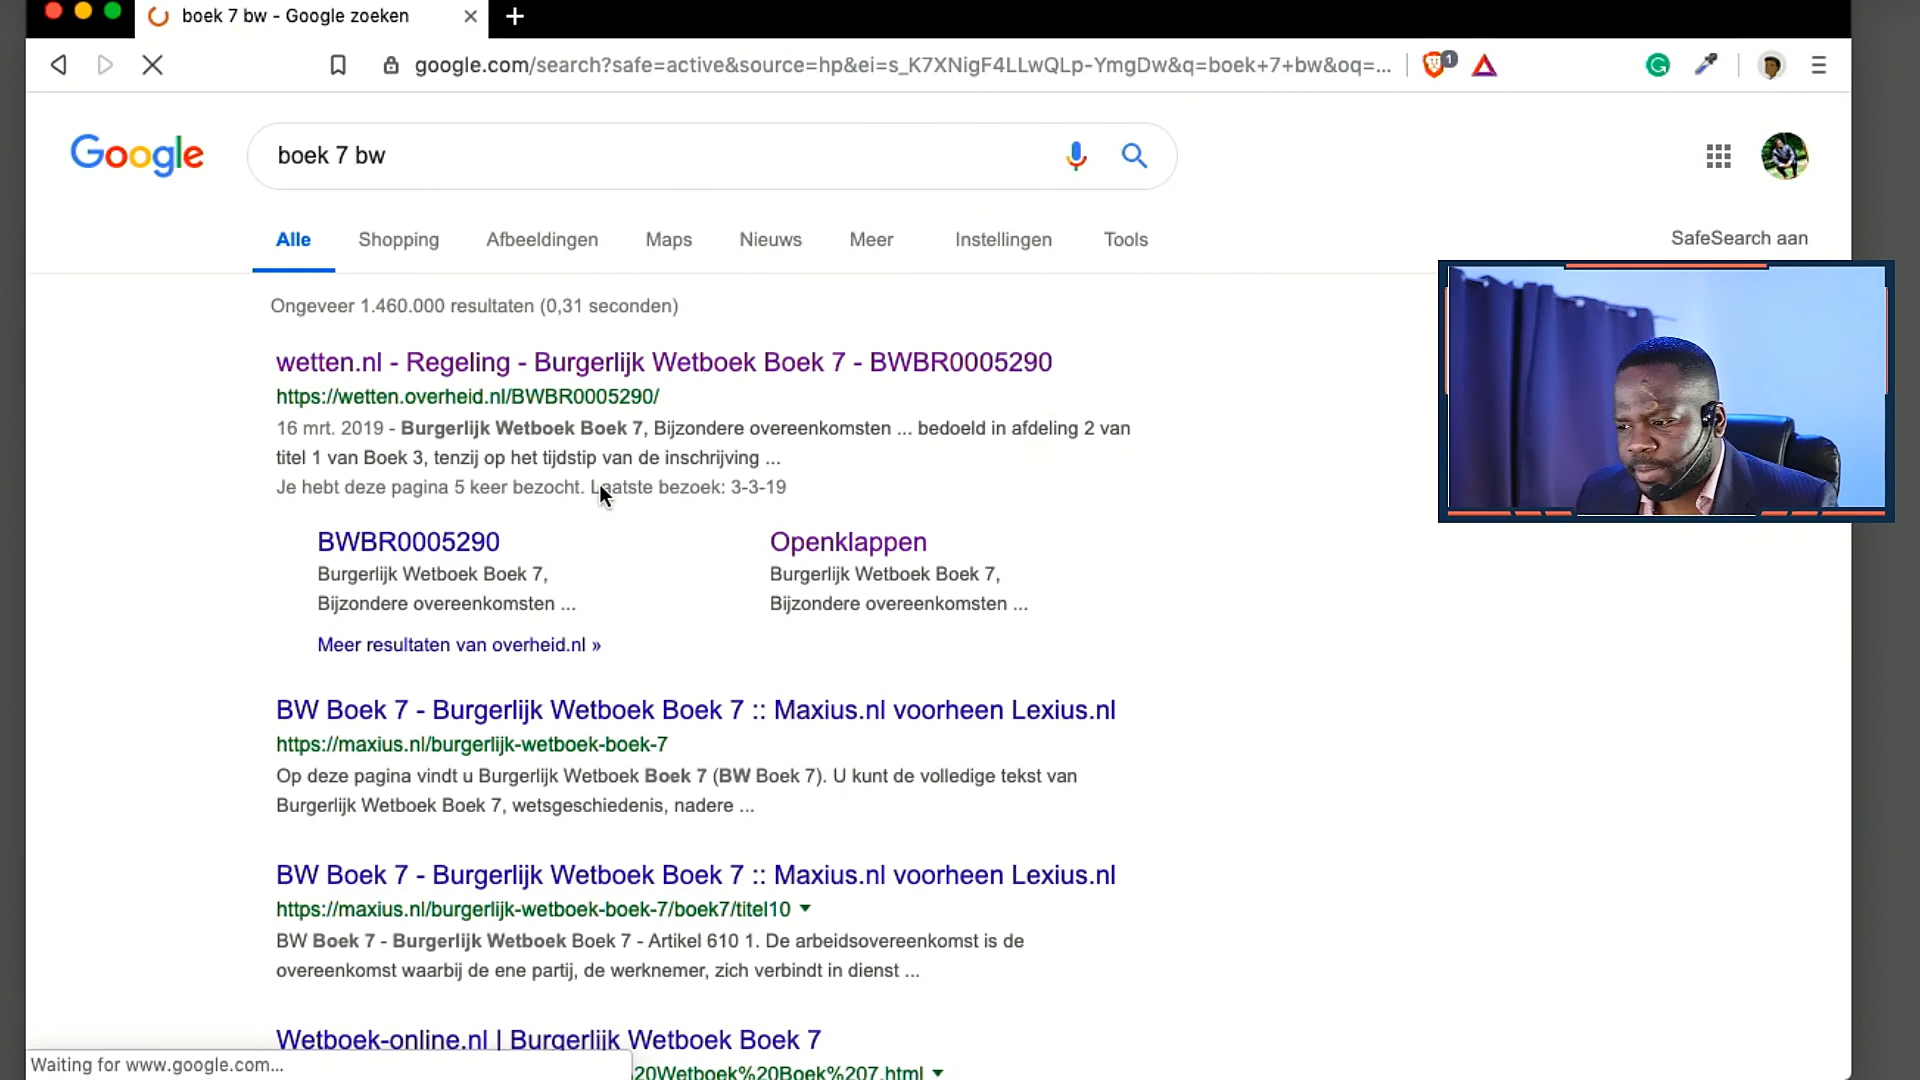 boek 7 bw - Google zoeken
google.com/search?safe=active&source=hp&ei=s_K7XNigF4LLwQLp-YmgDw&q=boek+7+bw&oq=...
1
Google
boek 7 bw
Alle Shopping Afbeeldingen Maps Nieuws Meer Instellingen Tools
SafeSearch aan
Ongeveer 1.460.000 resultaten (0,31 seconden)
wetten.nl - Regeling - Burgerlijk Wetboek Boek 7 - BWBR0005290
https://wetten.overheid.nl/BWBR0005290/
16 mrt. 2019 - Burgerlijk Wetboek Boek 7, Bijzondere overeenkomsten ... bedoeld in afdeling 2 van
titel 1 van Boek 3, tenzij op het tijdstip van de inschrijving ...
Je hebt deze pagina 5 keer bezocht. Laatste bezoek: 3-3-19
BWBR0005290
Burgerlijk Wetboek Boek 7,
Bijzondere overeenkomsten ...
Openklappen
Burgerlijk Wetboek Boek 7,
Bijzondere overeenkomsten ...
Meer resultaten van overheid.nl »
BW Boek 7 - Burgerlijk Wetboek Boek 7 :: Maxius.nl voorheen Lexius.nl
https://maxius.nl/burgerlijk-wetboek-boek-7
Op deze pagina vindt u Burgerlijk Wetboek Boek 7 (BW Boek 7). U kunt de volledige tekst van
Burgerlijk Wetboek Boek 7, wetsgeschiedenis, nadere ...
BW Boek 7 - Burgerlijk Wetboek Boek 7 :: Maxius.nl voorheen Lexius.nl
https://maxius.nl/burgerlijk-wetboek-boek-7/boek7/titel10
BW Boek 7 - Burgerlijk Wetboek Boek 7 - Artikel 610 1. De arbeidsovereenkomst is de
overeenkomst waarbij de ene partij, de werknemer, zich verbindt in dienst ...
Wetboek-online.nl | Burgerlijk Wetboek Boek 7
20Wetboek%20Boek%207.html
Waiting for www.google.com...